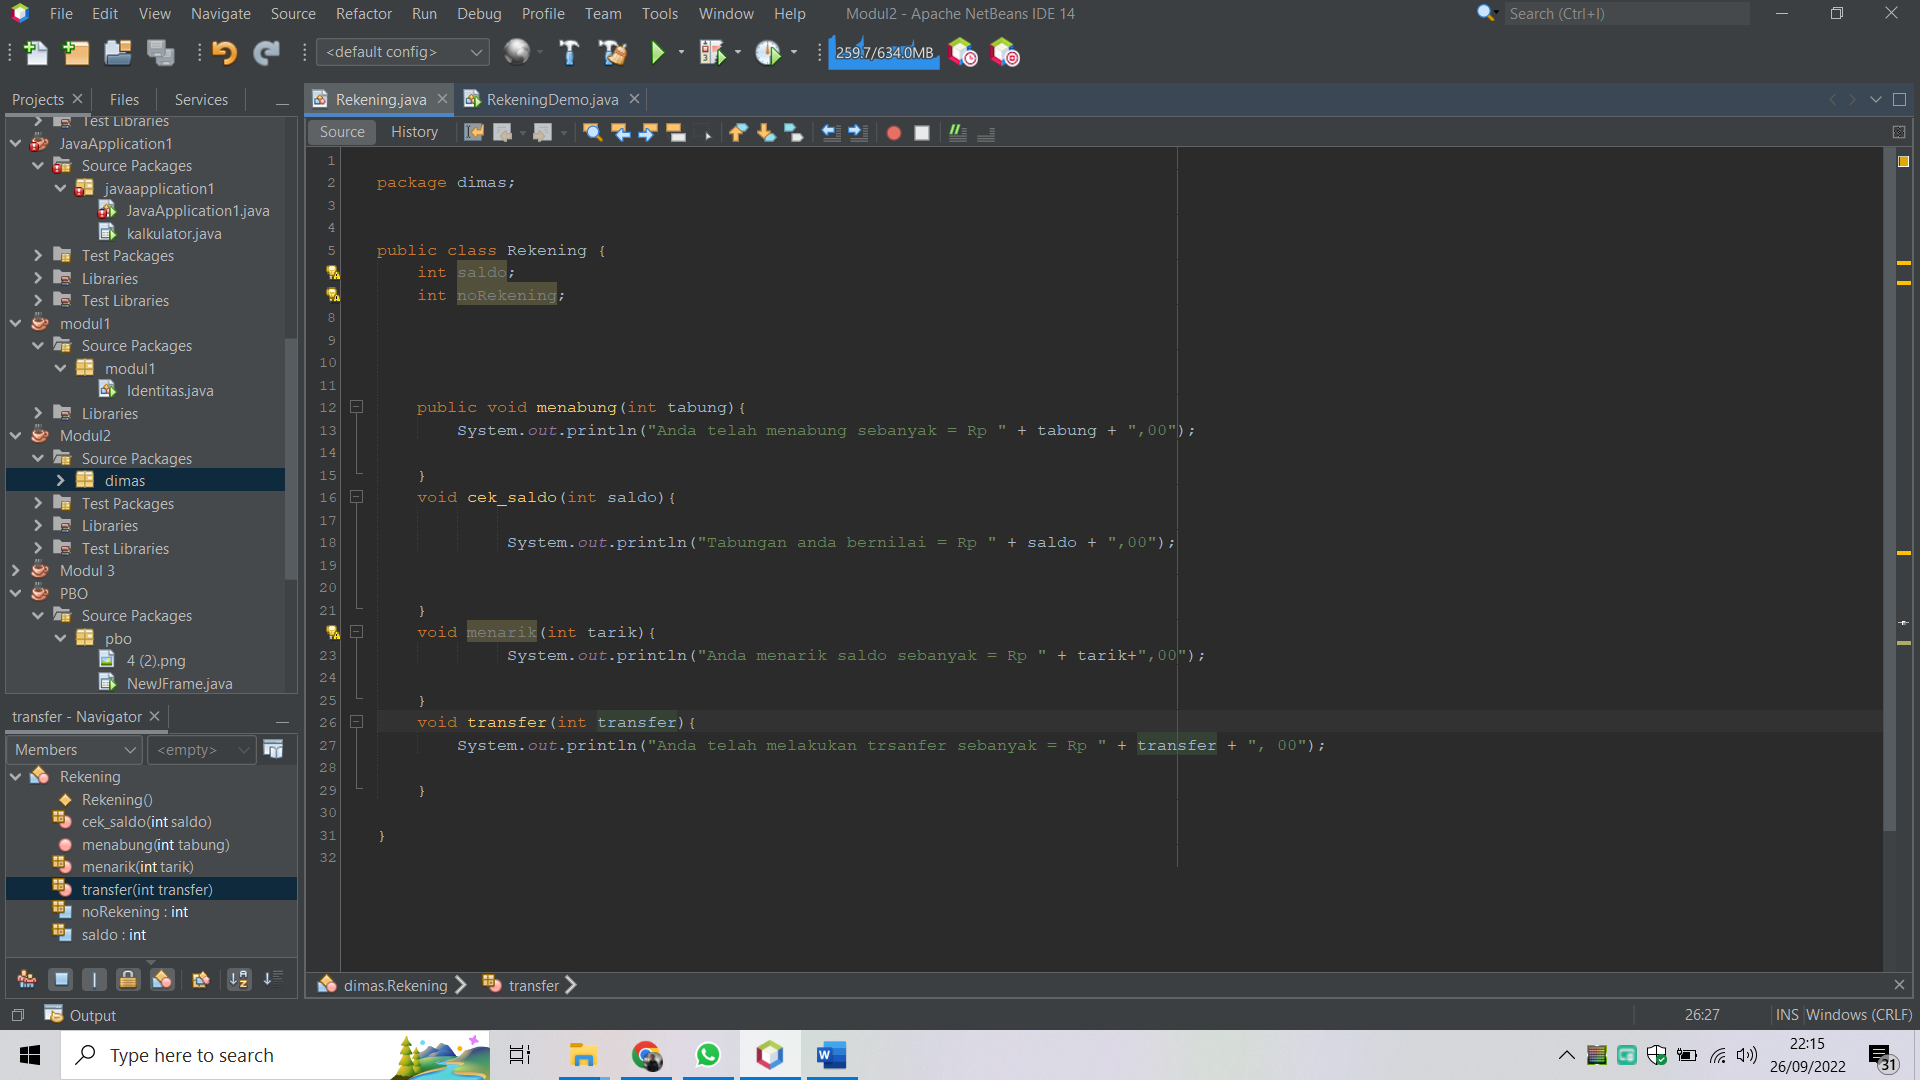 File Edit View Navigate Source Refactor Run Debug Profile Team Tools Window Help Modul2 - Apache NetBeans IDE 14 Search (Ctrl+I)
<default config> 259.7/634.0MB
Projects Files Services Rekening.java RekeningDemo.java
Source History
Test Libraries
JavaApplication1
Source Packages
javaapplication1
JavaApplication1.java
kalkulator.java
Test Packages
Libraries
Test Libraries
modul1
Source Packages
modul1
Identitas.java
Libraries
Modul2
Source Packages
dimas
Test Packages
Libraries
Test Libraries
Modul 3
PBO
Source Packages
pbo
4 (2).png
NewJFrame.java
transfer - Navigator
Members <empty>
Rekening
Rekening()
cek_saldo(int saldo)
menabung(int tabung)
menarik(int tarik)
transfer(int transfer)
noRekening : int
saldo : int
1
2 package dimas;
3
4
5 public class Rekening {
int saldo;
int noRekening;
8
9
10
11
12 public void menabung(int tabung){
13 System.out.println("Anda telah menabung sebanyak = Rp " + tabung + ",00");
14
15 }
16 void cek_saldo(int saldo){
17
18 System.out.println("Tabungan anda bernilai = Rp " + saldo + ",00");
19
20
21 }
void menarik(int tarik){
23 System.out.println("Anda menarik saldo sebanyak = Rp " + tarik+",00");
24
25 }
26 void transfer(int transfer){
27 System.out.println("Anda telah melakukan trsanfer sebanyak = Rp " + transfer + ", 00");
28
29 }
30
31 }
32
dimas.Rekening transfer
Output 26:27 INS Windows (CRLF)
Type here to search 22:15
26/09/2022 31